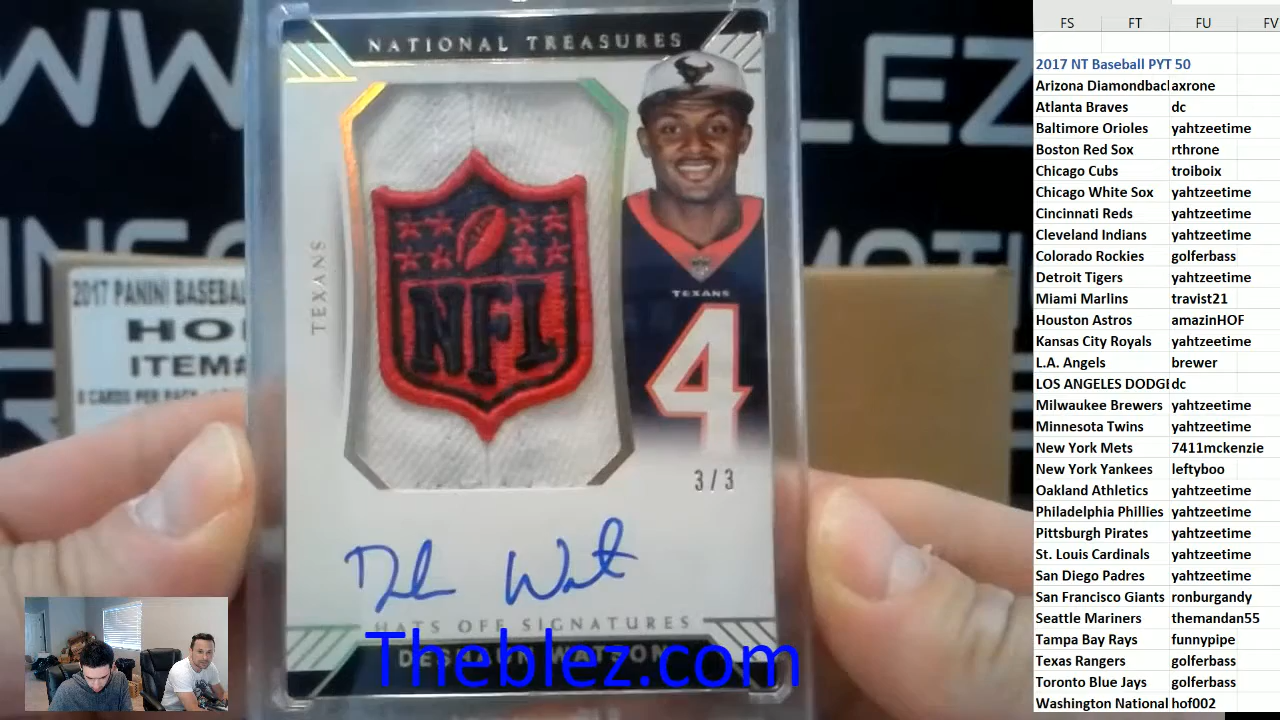 NATIONAL TREASURES
TEXANS
NFL
TEXANS
4
3/3
HATS OFF SIGNATURES
DESHAUN WATSON
Theblez.com
2017 PANINI BASEBA
HO
ITEM#
FS FT FU FV
2017 NT Baseball PYT 50
Arizona Diamondbacl axrone
Atlanta Braves dc
Baltimore Orioles yahtzeetime
Boston Red Sox rthrone
Chicago Cubs troiboix
Chicago White Sox yahtzeetime
Cincinnati Reds yahtzeetime
Cleveland Indians yahtzeetime
Colorado Rockies golferbass
Detroit Tigers yahtzeetime
Miami Marlins travist21
Houston Astros amazinHOF
Kansas City Royals yahtzeetime
L.A. Angels brewer
LOS ANGELES DODGE dc
Milwaukee Brewers yahtzeetime
Minnesota Twins yahtzeetime
New York Mets 7411mckenzie
New York Yankees leftyboo
Oakland Athletics yahtzeetime
Philadelphia Phillies yahtzeetime
Pittsburgh Pirates yahtzeetime
St. Louis Cardinals yahtzeetime
San Diego Padres yahtzeetime
San Francisco Giants ronburgandy
Seattle Mariners themandan55
Tampa Bay Rays funnypipe
Texas Rangers golferbass
Toronto Blue Jays golferbass
Washington National hof002